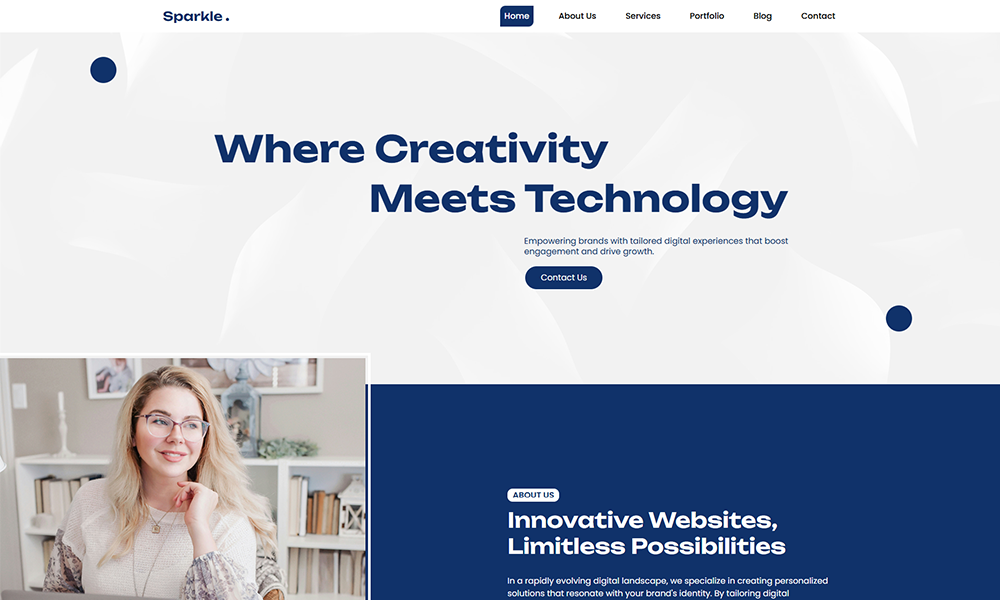 Sparkle .
Home About Us Services Portfolio Blog Contact
Where Creativity
Meets Technology
Empowering brands with tailored digital experiences that boost
engagement and drive growth.
Contact Us
ABOUT US
Innovative Websites,
Limitless Possibilities
In a rapidly evolving digital landscape, we specialize in creating personalized
solutions that resonate with your brand's identity. By tailoring digital